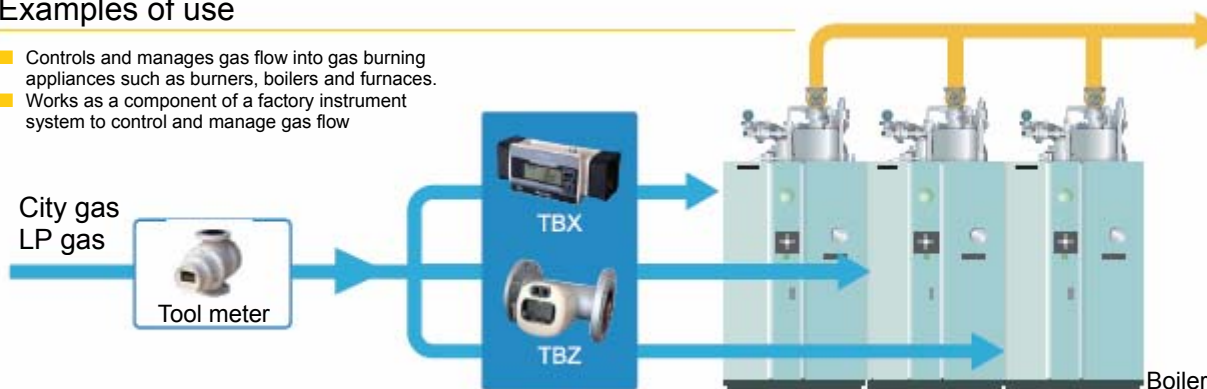 Examples of use
Controls and manages gas flow into gas burning
appliances such as burners, boilers and furnaces.
Works as a component of a factory instrument
system to control and manage gas flow
City gas
LP gas
Tool meter
TBX
TBZ
Boiler